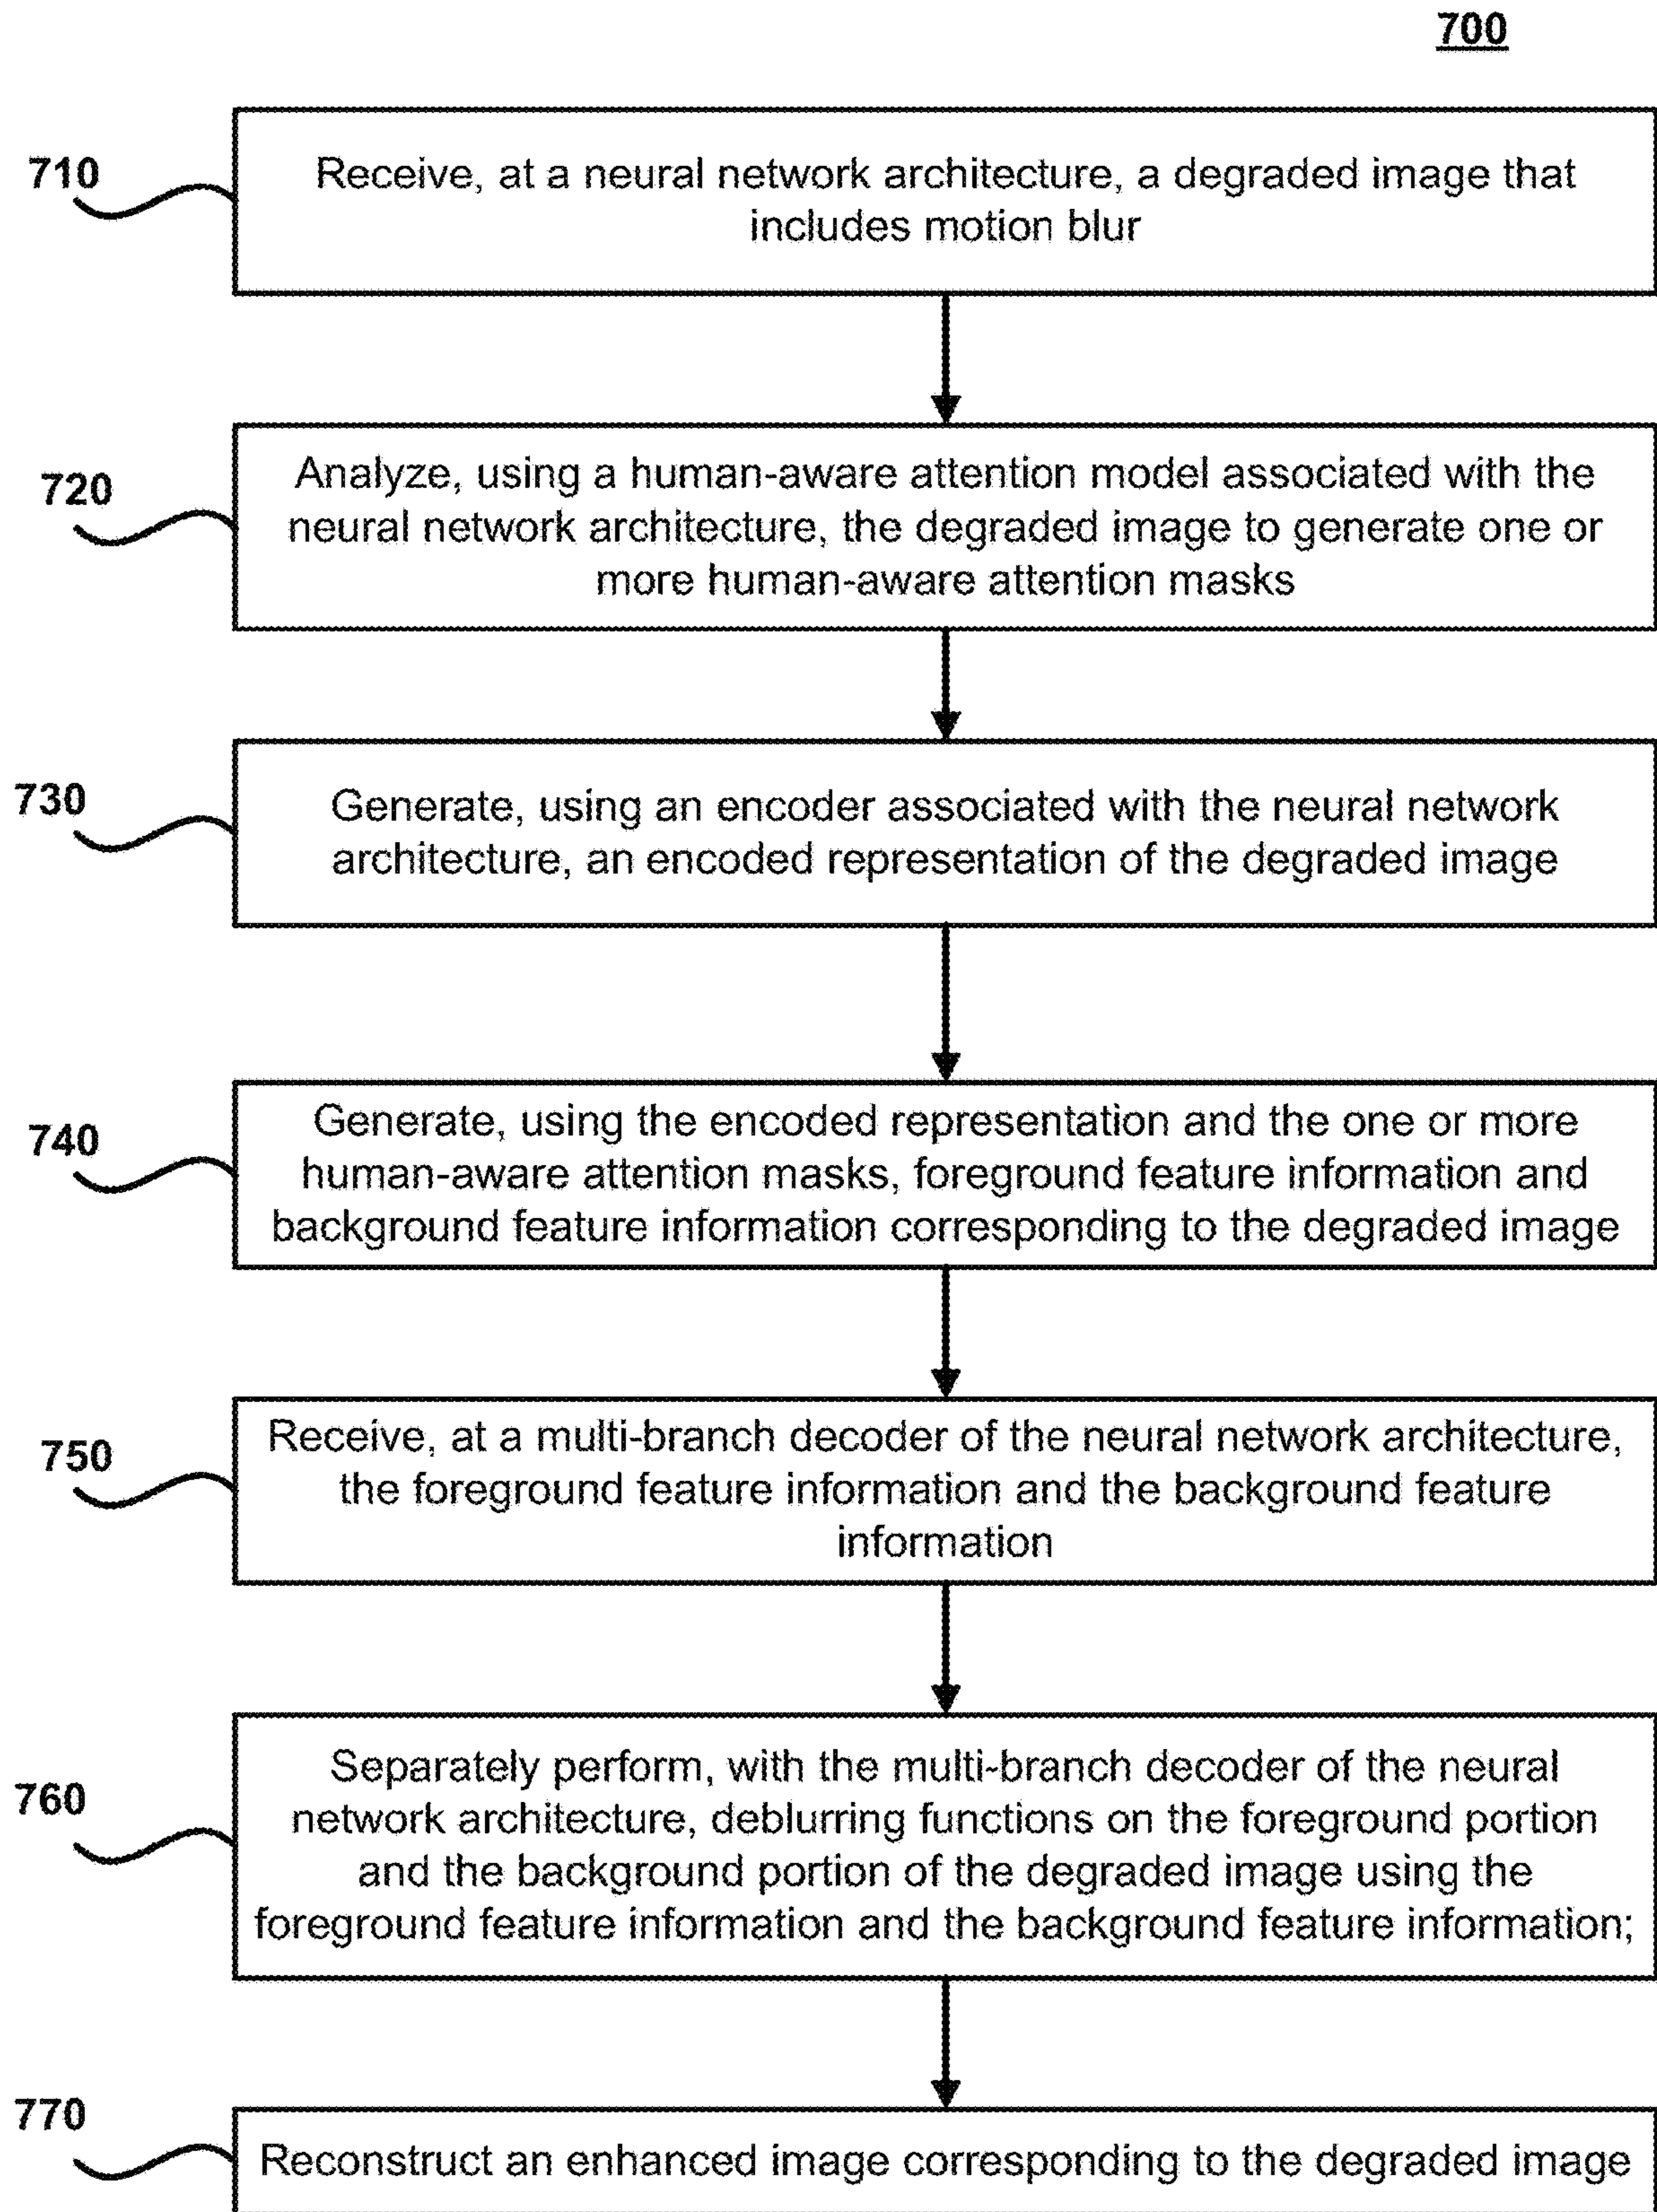 700
710
Receive, at a neural network architecture, a degraded image that
includes motion blur
720
Analyze, using a human-aware attention model associated with the
neural network architecture, the degraded image to generate one or
more human-aware attention masks
730
Generate, using an encoder associated with the neural network
architecture, an encoded representation of the degraded image
740
Generate, using the encoded representation and the one or more
human-aware attention masks, foreground feature information and
background feature information corresponding to the degraded image
750
Receive, at a multi-branch decoder of the neural network architecture,
the foreground feature information and the background feature
information
760
Separately perform, with the multi-branch decoder of the neural
network architecture, deblurring functions on the foreground portion
and the background portion of the degraded image using the
foreground feature information and the background feature information;
770
Reconstruct an enhanced image corresponding to the degraded image